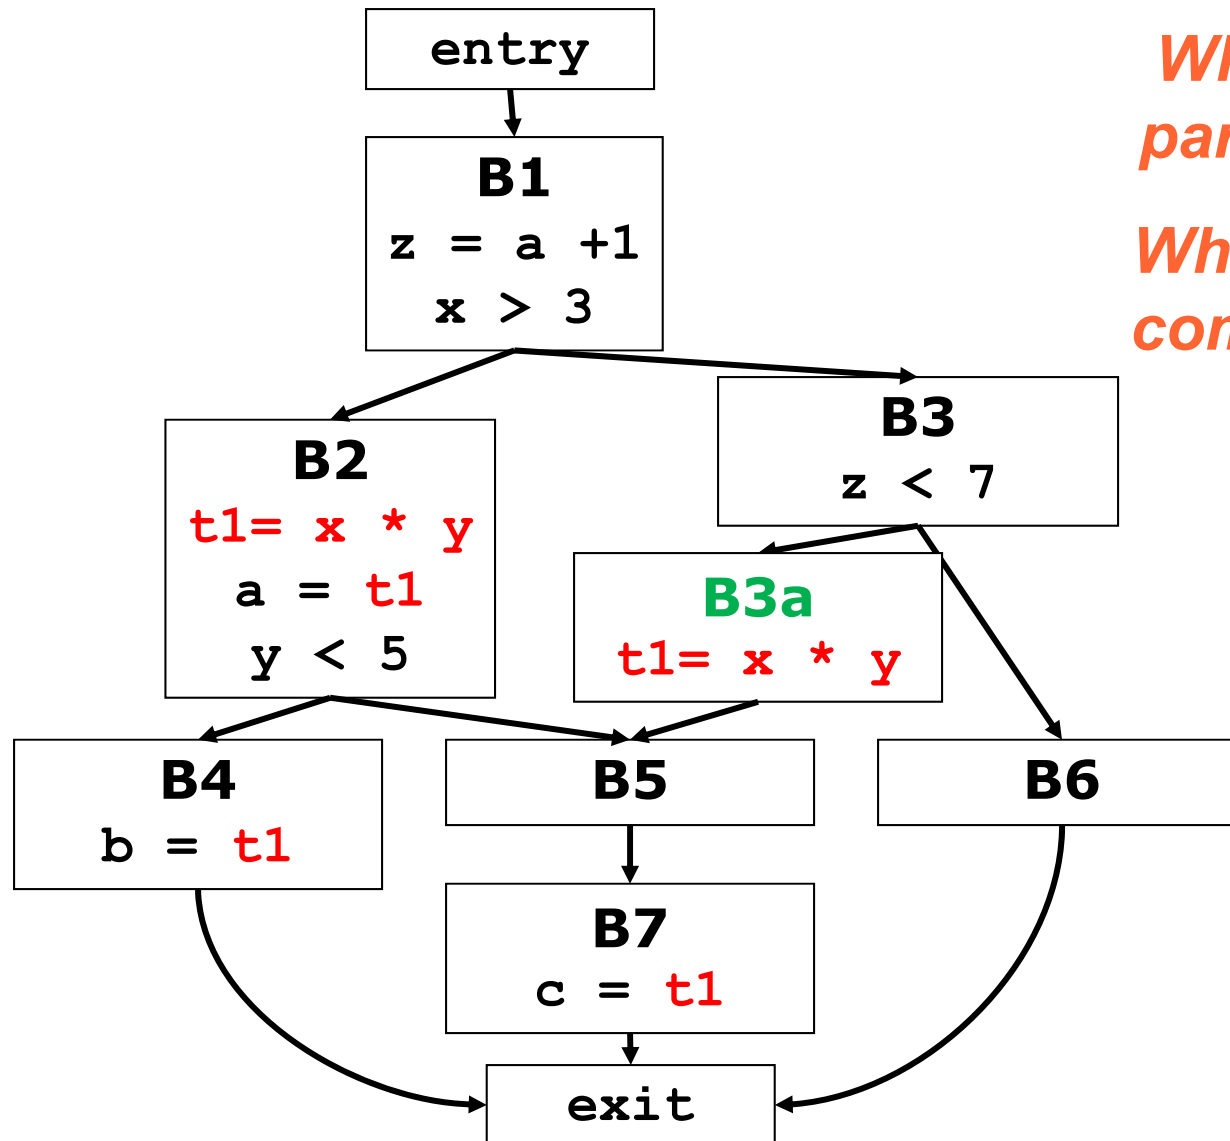 entry
B1
z = a +1
x > 3
B3
z < 7
B2
t1= x * y
a = t1
y < 5
B3a
t1= x * y
B4
b = t1
B5
B6
B7
c = t1
exit